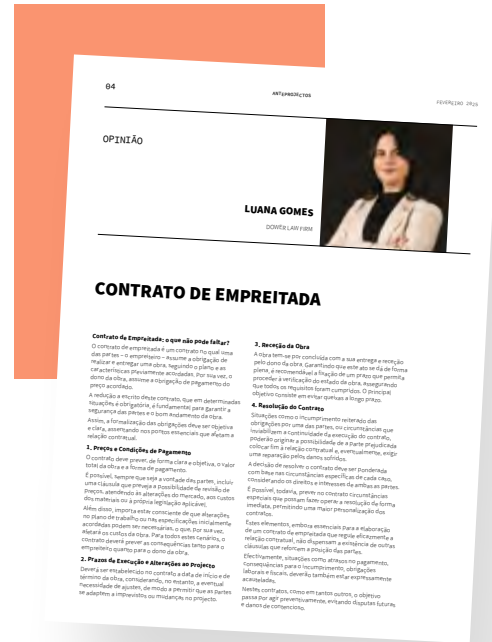 04
ANTEPROJECTOS
FEVEREIRO 2025
OPINIÃO
LUANA GOMES
DOWER LAW FIRM
CONTRATO DE EMPREITADA
Contrato de Empreitada: o que não pode faltar?
O contrato de empreitada é um contrato no qual uma
das partes – o empreiteiro – assume a obrigação de
realizar e entregar uma obra, seguindo o plano e as
características previamente acordadas. Por sua vez, o
dono da obra, assume a obrigação de pagamento do
preço acordado.
A redução a escrito deste contrato, que em determinadas
situações é obrigatória, é fundamental para garantir a
segurança das partes e o bom andamento da obra.
Assim, a formalização das obrigações deve ser objetiva
e clara, assentando nos pontos essenciais que afetam a
relação contratual.
1. Preços e Condições de Pagamento
O contrato deve prever, de forma clara e objetiva, o valor
total da obra e a forma de pagamento.
É possível, sempre que seja a vontade das partes, incluir
uma cláusula que preveja a possibilidade de revisão de
preços, atendendo às alterações do mercado, aos custos
dos materiais ou à própria legislação aplicável.
Além disso, importa estar consciente de que alterações
no plano de trabalho ou nas especificações inicialmente
acordadas podem ser necessárias, o que, por sua vez,
afetará os custos da obra. Para todos estes cenários, o
contrato deverá prever as consequências tanto para o
empreiteiro quanto para o dono da obra.
2. Prazos de Execução e Alterações ao Projecto
Deverá ser estabelecido no contrato a data de início e de
término da obra, considerando, no entanto, a eventual
necessidade de ajustes, de modo a permitir que as Partes
se adaptem a imprevistos ou mudanças no projeto.
3. Receção da Obra
A obra tem-se por concluída com a sua entrega e receção
pelo dono da obra. Garantindo que este ato se dá de forma
plena, é recomendável a fixação de um prazo que permita
proceder à verificação do estado da obra, assegurando
que todos os requisitos foram cumpridos. O principal
objetivo consiste em evitar que a obra se alongue
4. Resolução do Contrato
Situações como o incumprimento reiterado das
obrigações por uma das partes, ou circunstâncias que
inviabilizem a continuidade da execução do contrato,
poderão originar a possibilidade de a Parte prejudicada
colocar fim à relação contratual e, eventualmente, exigir
uma reparação pelos danos sofridos.
A decisão de resolver o contrato deve ser ponderada
com base nas circunstâncias específicas de cada caso,
considerando os direitos e interesses de ambas as partes.
É possível, todavia, prever no contrato circunstâncias
especiais que possam fazer operar a resolução da forma
imediata, permitindo uma maior personalização dos
contratos.
Estes elementos, embora essenciais para a elaboração
de um contrato de empreitada que regule eficazmente a
relação contratual, não dispensam a existência de outras
cláusulas que reforcem a posição das partes.
Efectivamente, situações como atrasos no pagamento,
consequências para o incumprimento, obrigações
laborais e fiscais, deverão também estar expressamente
acauteladas.
Nestes contratos, como em tantos outros, o objetivo
passa por agir preventivamente, evitando disputas futuras
e danos de contencioso.